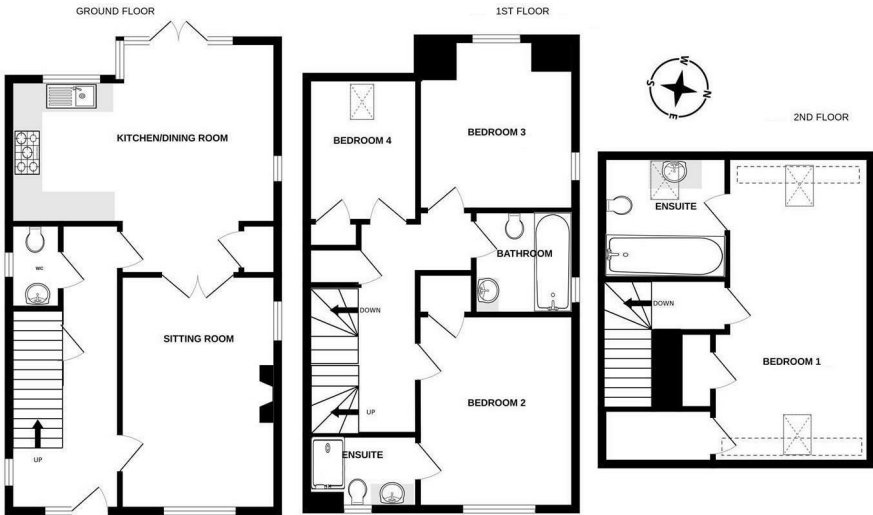 GROUND FLOOR
KITCHEN/DINING ROOM
WC
SITTING ROOM
UP
1ST FLOOR
BEDROOM 4
BEDROOM 3
BATHROOM
DOWN
BEDROOM 2
UP
ENSUITE
W
S
N
E
2ND FLOOR
ENSUITE
DOWN
BEDROOM 1